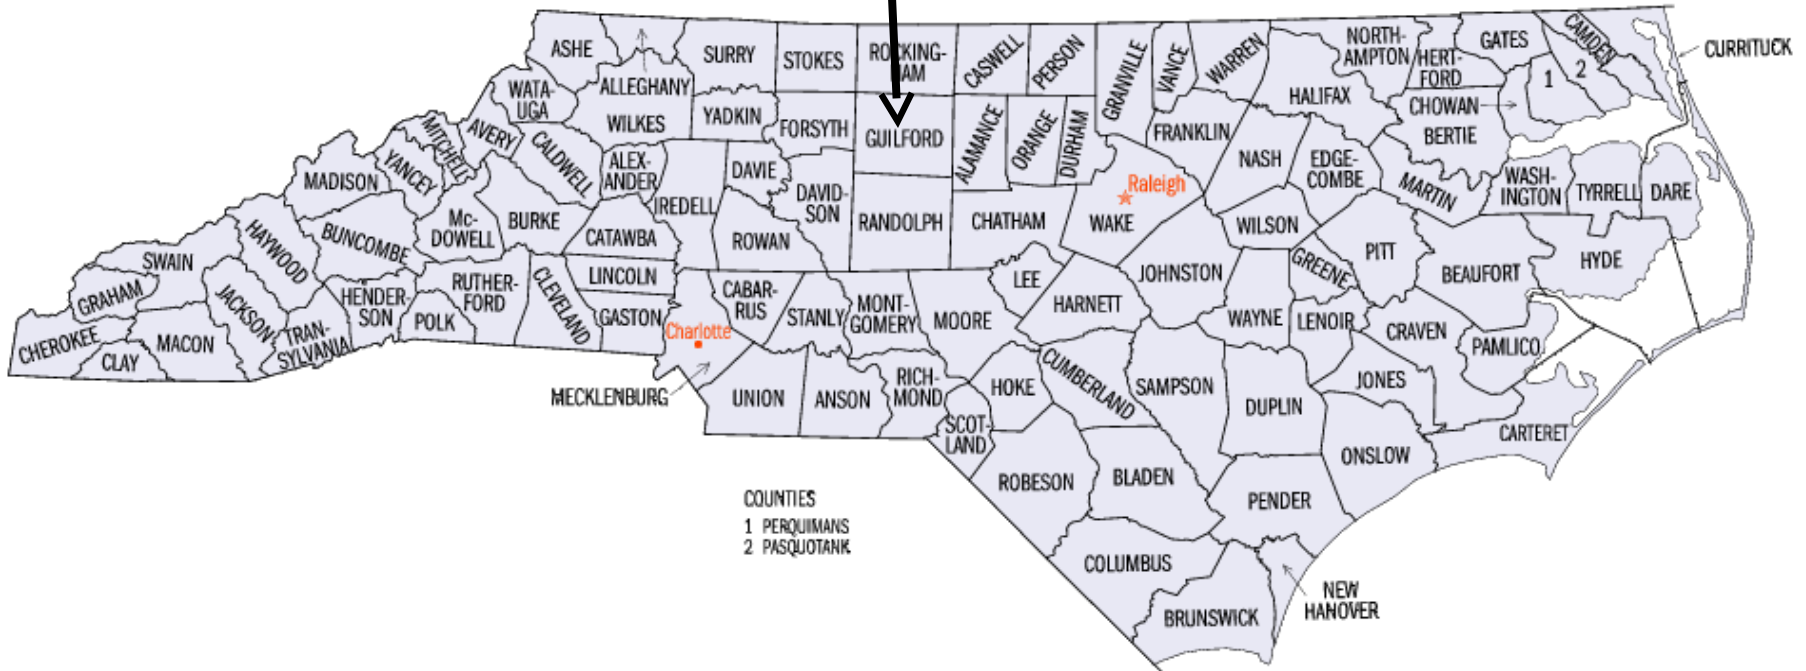 ASHE
ALLEGHANY
SURRY
STOKES
ROCKING-
HAM
CASWELL
PERSON
GRANVILLE
VANCE
WARREN
NORTH-
AMPTON
HERT-
FORD
GATES
CAMDEN
CURRITUCK
1
2
WATA-
UGA
WILKES
YADKIN
FORSYTH
GUILFORD
ALAMANCE
ORANGE
DURHAM
FRANKLIN
HALIFAX
CHOWAN
BERTIE
MITCHELL
AVERY
CALDWELL
ALEX-
ANDER
IREDELL
DAVIE
DAVID-
SON
RANDOLPH
CHATHAM
Raleigh
WAKE
NASH
EDGE-
COMBE
MARTIN
WASH-
INGTON
TYRRELL
DARE
MADISON
YANCEY
BUNCOMBE
Mc-
DOWELL
BURKE
CATAWBA
ROWAN
WILSON
PITT
BEAUFORT
HYDE
SWAIN
HAYWOOD
RUTHER-
FORD
CLEVELAND
LINCOLN
CABAR-
RUS
LEE
JOHNSTON
GREENE
GRAHAM
JACKSON
HENDER-
SON
POLK
GASTON
Charlotte
STANLY
MONT-
GOMERY
MOORE
HARNETT
WAYNE
LENOIR
CRAVEN
PAMLICO
CHEROKEE
CLAY
MACON
TRAN-
SYLVANIA
MECKLENBURG
UNION
ANSON
RICH-
MOND
SCOT-
LAND
HOKE
CUMBERLAND
SAMPSON
DUPLIN
JONES
CARTERET
ONSLOW
ROBESON
BLADEN
PENDER
COUNTIES
1 PERQUIMANS
2 PASQUOTANK
COLUMBUS
BRUNSWICK
NEW
HANOVER